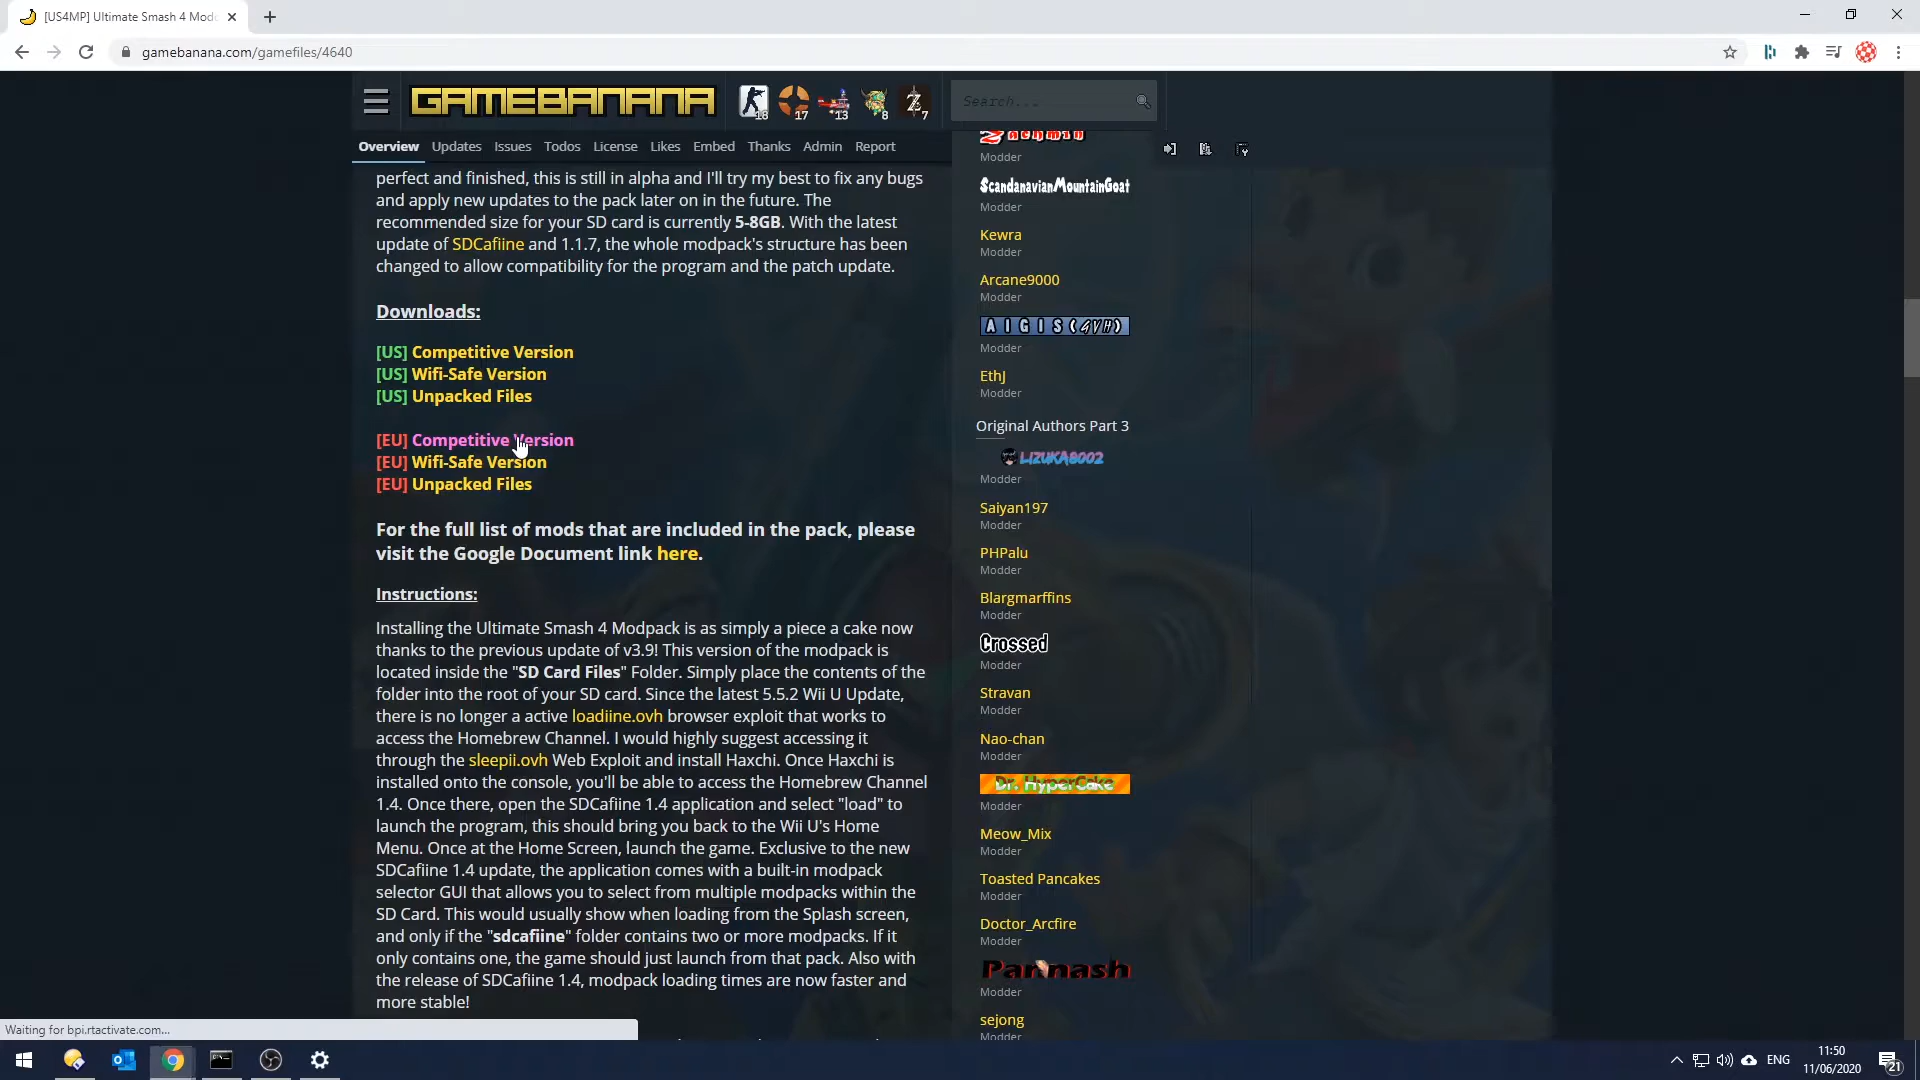 [US4MP] Ultimate Smash 4 Mod
gamebanana.com/gamefiles/4640
GAMEBANANA
18
17
13
8
7
Search...
Overview Updates Issues Todos License Likes Embed Thanks Admin Report
perfect and finished, this is still in alpha and I'll try my best to fix any bugs
and apply new updates to the pack later on in the future. The
recommended size for your SD card is currently 5-8GB. With the latest
update of SDCafiine and 1.1.7, the whole modpack's structure has been
changed to allow compatibility for the program and the patch update.
Downloads:
[US] Competitive Version
[US] Wifi-Safe Version
[US] Unpacked Files
[EU] Competitive Version
[EU] Wifi-Safe Version
[EU] Unpacked Files
For the full list of mods that are included in the pack, please
visit the Google Document link here.
Instructions:
Installing the Ultimate Smash 4 Modpack is as simply a piece a cake now
thanks to the previous update of v3.9! This version of the modpack is
located inside the "SD Card Files" Folder. Simply place the contents of the
folder into the root of your SD card. Since the latest 5.5.2 Wii U Update,
there is no longer a active loadiine.ovh browser exploit that works to
access the Homebrew Channel. I would highly suggest accessing it
through the sleepii.ovh Web Exploit and install Haxchi. Once Haxchi is
installed onto the console, you'll be able to access the Homebrew Channel
1.4. Once there, open the SDCafiine 1.4 application and select "load" to
launch the program, this should bring you back to the Wii U's Home
Menu. Once at the Home Screen, launch the game. Exclusive to the new
SDCafiine 1.4 update, the application comes with a built-in modpack
selector GUI that allows you to select from multiple modpacks within the
SD Card. This would usually show when loading from the Splash screen,
and only if the "sdcafiine" folder contains two or more modpacks. If it
only contains one, the game should just launch from that pack. Also with
the release of SDCafiine 1.4, modpack loading times are now faster and
more stable!
Modder
ScandanavianMountainGoat
Modder
Kewra
Modder
Arcane9000
Modder
AIGIS(4VH)
Modder
EthJ
Modder
Original Authors Part 3
LIZUKA8002
Modder
Saiyan197
Modder
PHPalu
Modder
Blargmarffins
Modder
Crossed
Modder
Stravan
Modder
Nao-chan
Modder
Dr. HyperCake
Modder
Meow_Mix
Modder
Toasted Pancakes
Modder
Doctor_Arcfire
Modder
Modder
sejong
Modder
Waiting for bpi.rtactivate.com...
ENG
11:50
11/06/2020
21